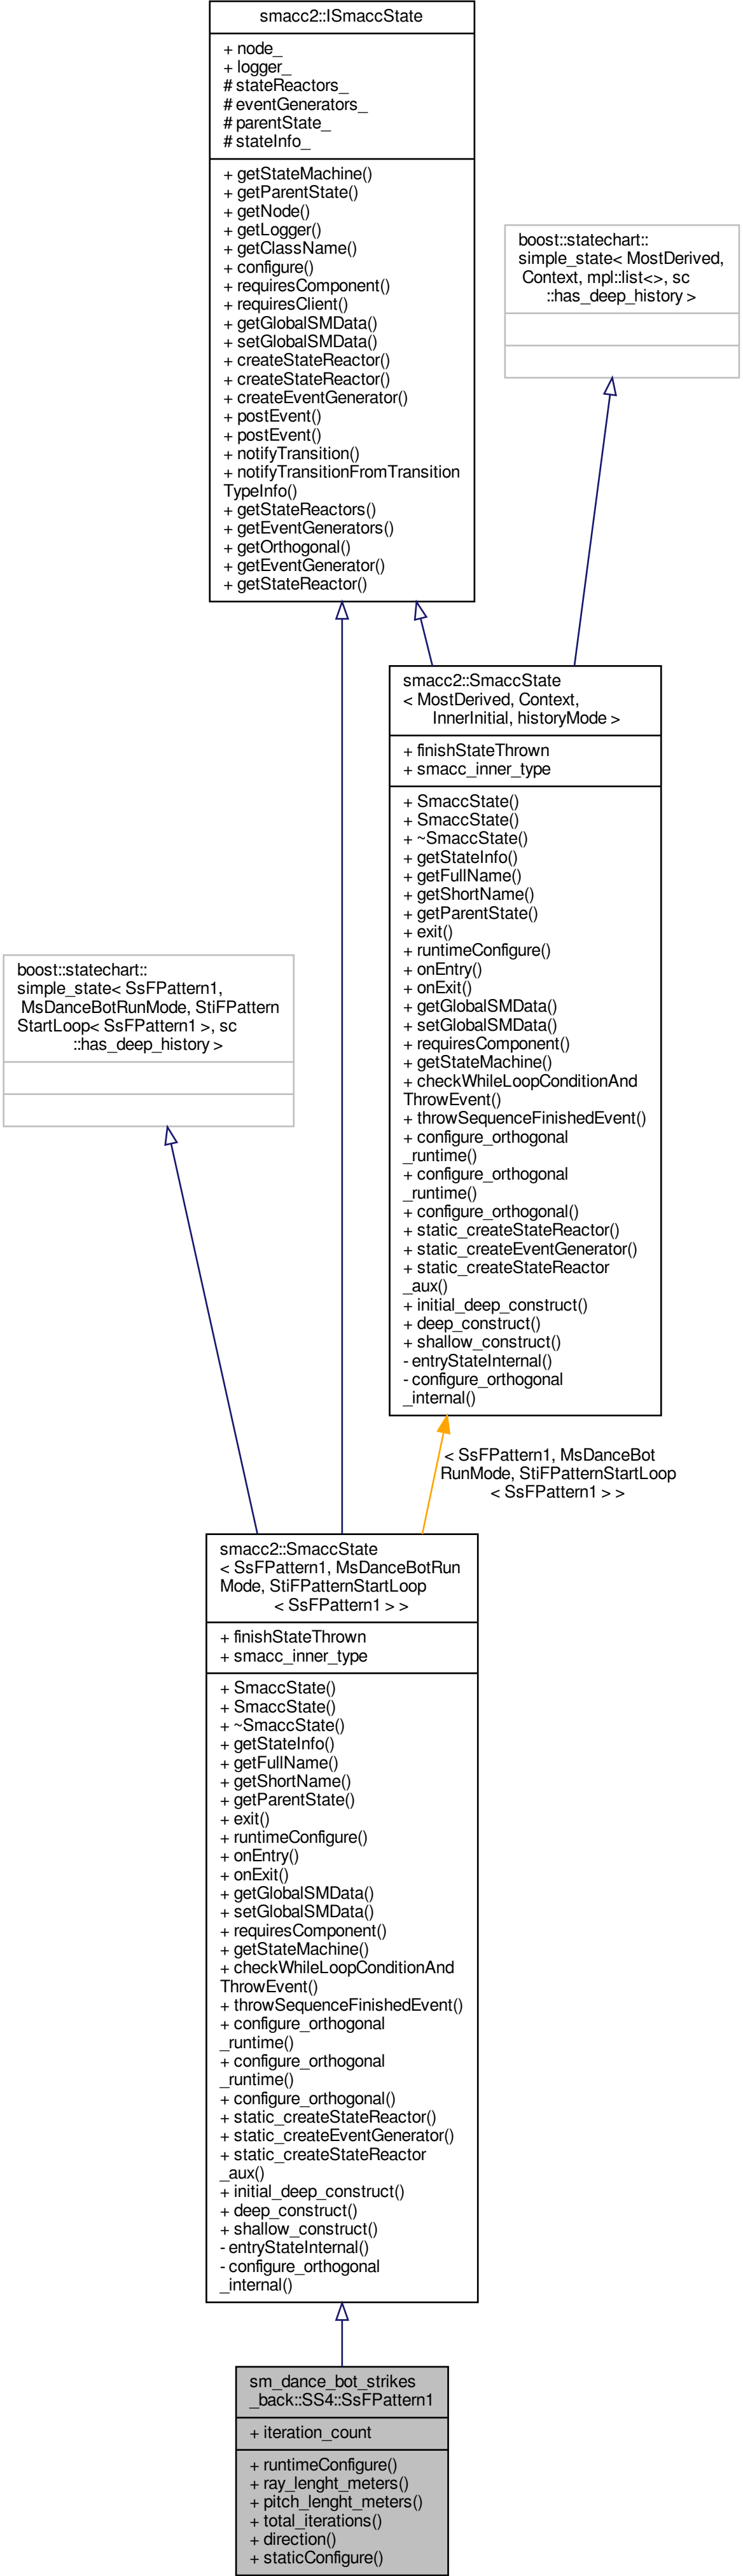 smacc2::ISmaccState
+ node_
+ logger_
# stateReactors_
# eventGenerators_
# parentState_
# stateInfo_
+ getStateMachine()
+ getParentState()
+ getNode()
+ getLogger()
+ getClassName()
+ configure()
+ requiresComponent()
+ requiresClient()
+ getGlobalSMData()
+ setGlobalSMData()
+ createStateReactor()
+ createStateReactor()
+ createEventGenerator()
+ postEvent()
+ postEvent()
+ notifyTransition()
+ notifyTransitionFromTransition
TypeInfo()
+ getStateReactors()
+ getEventGenerators()
+ getOrthogonal()
+ getEventGenerator()
+ getStateReactor()
boost::statechart::
simple_state< MostDerived,
Context, mpl::list<>, sc
::has_deep_history >
smacc2::SmaccState
< MostDerived, Context,
InnerInitial, historyMode >
+ finishStateThrown
+ smacc_inner_type
+ SmaccState()
+ SmaccState()
+ ~SmaccState()
+ getStateInfo()
+ getFullName()
+ getShortName()
+ getParentState()
+ exit()
+ runtimeConfigure()
+ onEntry()
+ onExit()
+ getGlobalSMData()
+ setGlobalSMData()
+ requiresComponent()
+ getStateMachine()
+ checkWhileLoopConditionAnd
ThrowEvent()
+ throwSequenceFinishedEvent()
+ configure_orthogonal
_runtime()
+ configure_orthogonal
_runtime()
+ configure_orthogonal()
+ static_createStateReactor()
+ static_createEventGenerator()
+ static_createStateReactor
_aux()
+ initial_deep_construct()
+ deep_construct()
+ shallow_construct()
- entryStateInternal()
- configure_orthogonal
_internal()
boost::statechart::
simple_state< SsFPattern1,
MsDanceBotRunMode, StiFPattern
StartLoop< SsFPattern1 >, sc
::has_deep_history >
< SsFPattern1, MsDanceBot
RunMode, StiFPatternStartLoop
< SsFPattern1 > >
smacc2::SmaccState
< SsFPattern1, MsDanceBotRun
Mode, StiFPatternStartLoop
< SsFPattern1 > >
+ finishStateThrown
+ smacc_inner_type
+ SmaccState()
+ SmaccState()
+ ~SmaccState()
+ getStateInfo()
+ getFullName()
+ getShortName()
+ getParentState()
+ exit()
+ runtimeConfigure()
+ onEntry()
+ onExit()
+ getGlobalSMData()
+ setGlobalSMData()
+ requiresComponent()
+ getStateMachine()
+ checkWhileLoopConditionAnd
ThrowEvent()
+ throwSequenceFinishedEvent()
+ configure_orthogonal
_runtime()
+ configure_orthogonal
_runtime()
+ configure_orthogonal()
+ static_createStateReactor()
+ static_createEventGenerator()
+ static_createStateReactor
_aux()
+ initial_deep_construct()
+ deep_construct()
+ shallow_construct()
- entryStateInternal()
- configure_orthogonal
_internal()
sm_dance_bot_strikes
_back::SS4::SsFPattern1
+ iteration_count
+ runtimeConfigure()
+ ray_lenght_meters()
+ pitch_lenght_meters()
+ total_iterations()
+ direction()
+ staticConfigure()